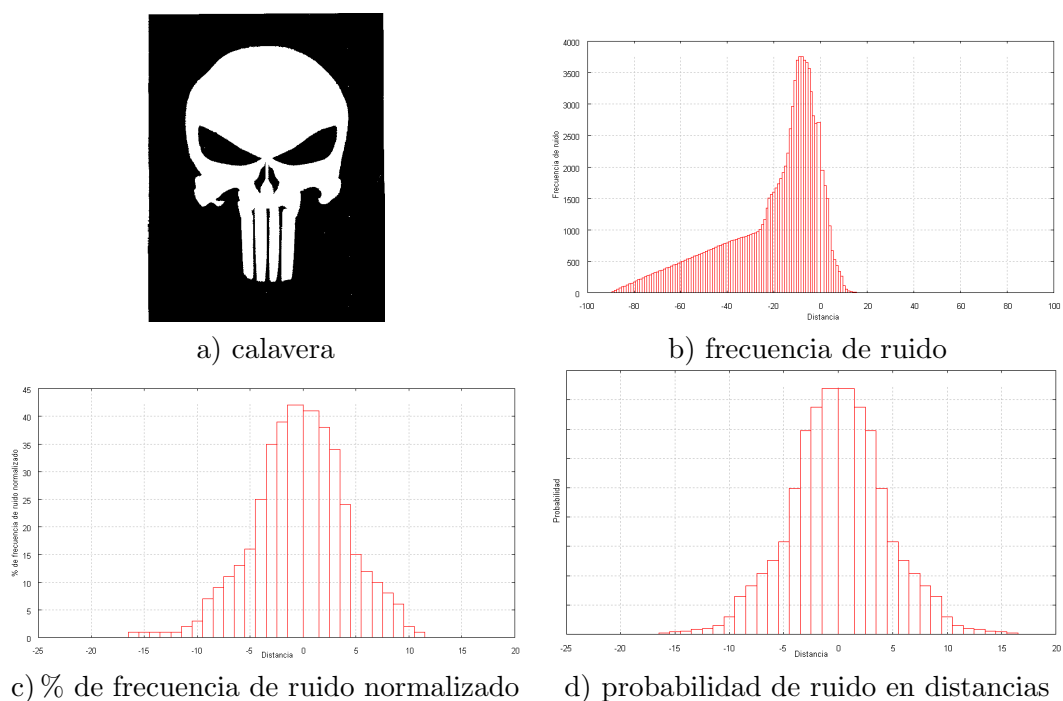 4000
3500
3000
2500
2000
1500
1000
500
0
Frecuencia de ruido
-100 -80 -60 -40 -20 0 20 40 60 80 100
Distancia
a) calavera
b) frecuencia de ruido
45
40
35
30
25
20
15
10
5
0
% de frecuencia de ruido normalizado
-25 -20 -15 -10 -5 0 5 10 15 20
Distancia
Probabilidad
-25 -20 -15 -10 -5 0 5 10 15 20
Distancia
c) % de frecuencia de ruido normalizado
d) probabilidad de ruido en distancias